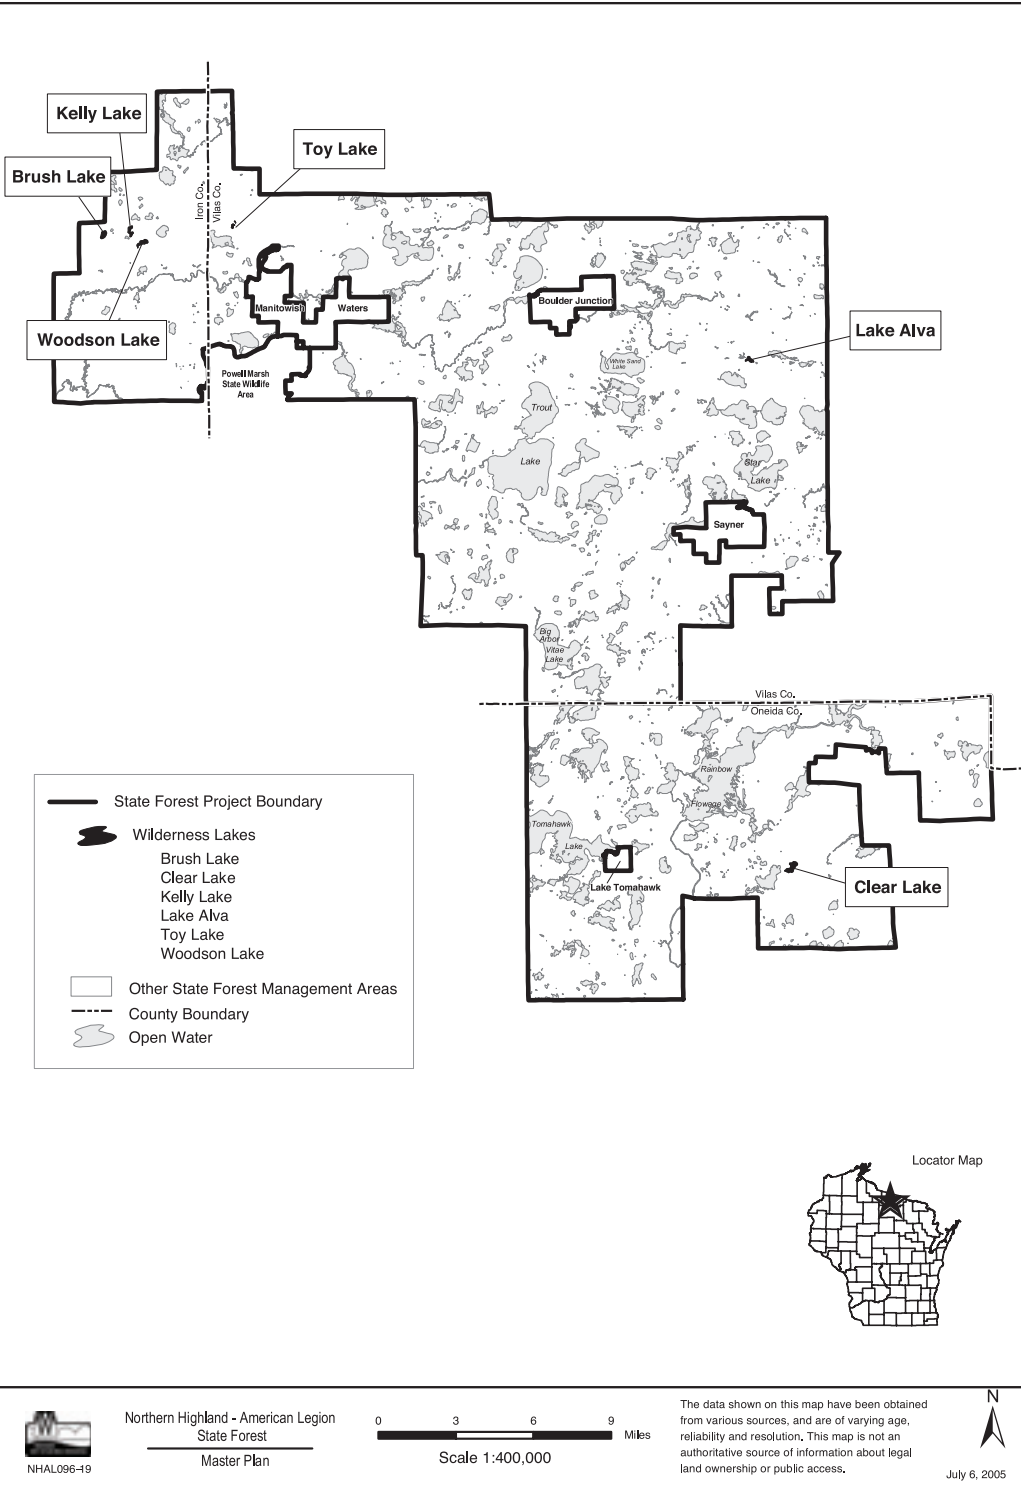 Kelly Lake
Toy Lake
Brush Lake
Iron Co.
Vilas Co.
Manitowish
Waters
Boulder Junction
Woodson Lake
Lake Alva
White Sand
Lake
Powell Marsh
State Wildlife
Area
Trout
Lake
Star
Lake
Sayner
Big
Arbor
Vitae
Lake
Vilas Co.
Oneida Co.
Rainbow
Flowage
Tomahawk
Lake
Lake Tomahawk
Clear Lake
State Forest Project Boundary
Wilderness Lakes
Brush Lake
Clear Lake
Kelly Lake
Lake Alva
Toy Lake
Woodson Lake
Other State Forest Management Areas
County Boundary
Open Water
Locator Map
NHAL096-19
Northern Highland - American Legion
State Forest
Master Plan
0 3 6 9
Miles
Scale 1:400,000
The data shown on this map have been obtained
from various sources, and are of varying age,
reliability and resolution. This map is not an
authoritative source of information about legal
land ownership or public access.
N
July 6, 2005